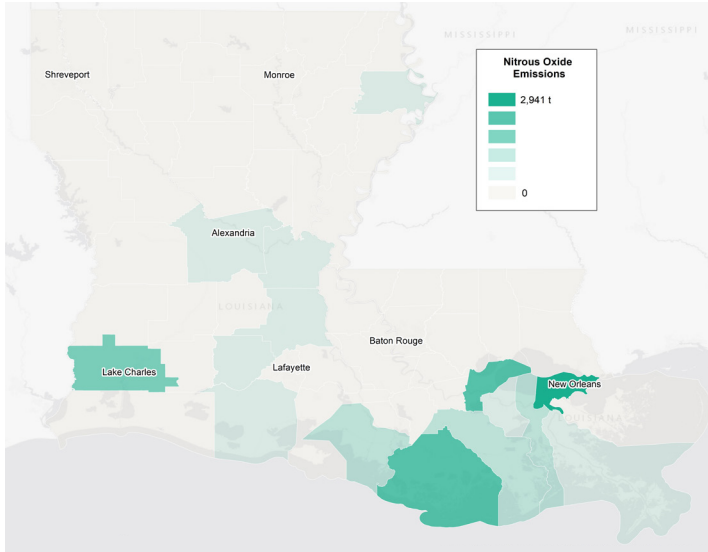 MISSISSIPPI
MISSISSIPPI
Nitrous Oxide
Emissions
2,941 t
0
Shreveport
Monroe
Alexandria
LOUISIANA
Baton Rouge
Lake Charles
Lafayette
New Orleans
LOUISIANA